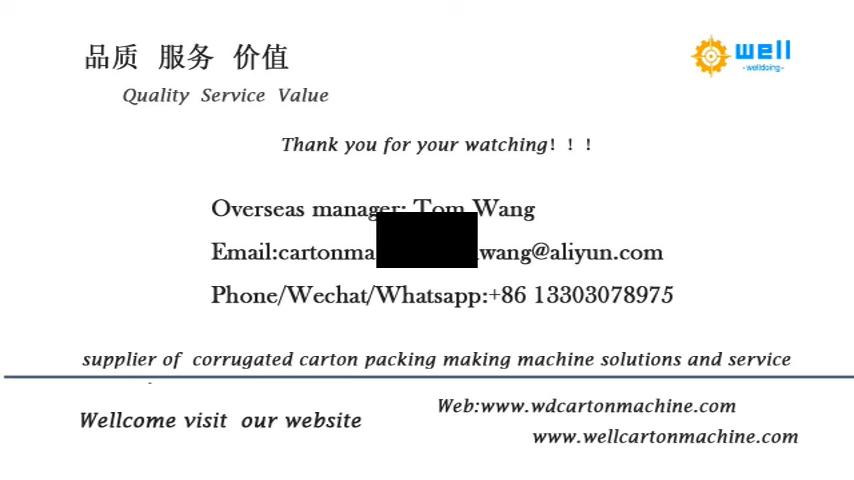 品质 服务 价值
well
-welldoing-
Quality Service Value
Thank you for your watching! ! !
Overseas manager: Tom Wang
wang@aliyun.com
Phone/Wechat/Whatsapp:+86 13303078975
supplier of corrugated carton packing making machine solutions and service
Wellcome visit our website
Web:www.wdcartonmachine.com
www.wellcartonmachine.com